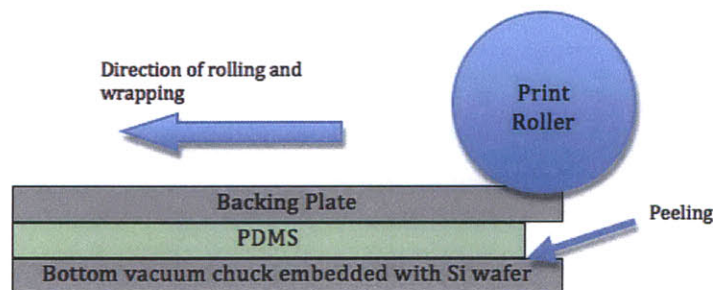 Direction of rolling and
wrapping
Print
Roller
Backing Plate
Peeling
PDMS
Bottom vacuum chuck embedded with Si wafer